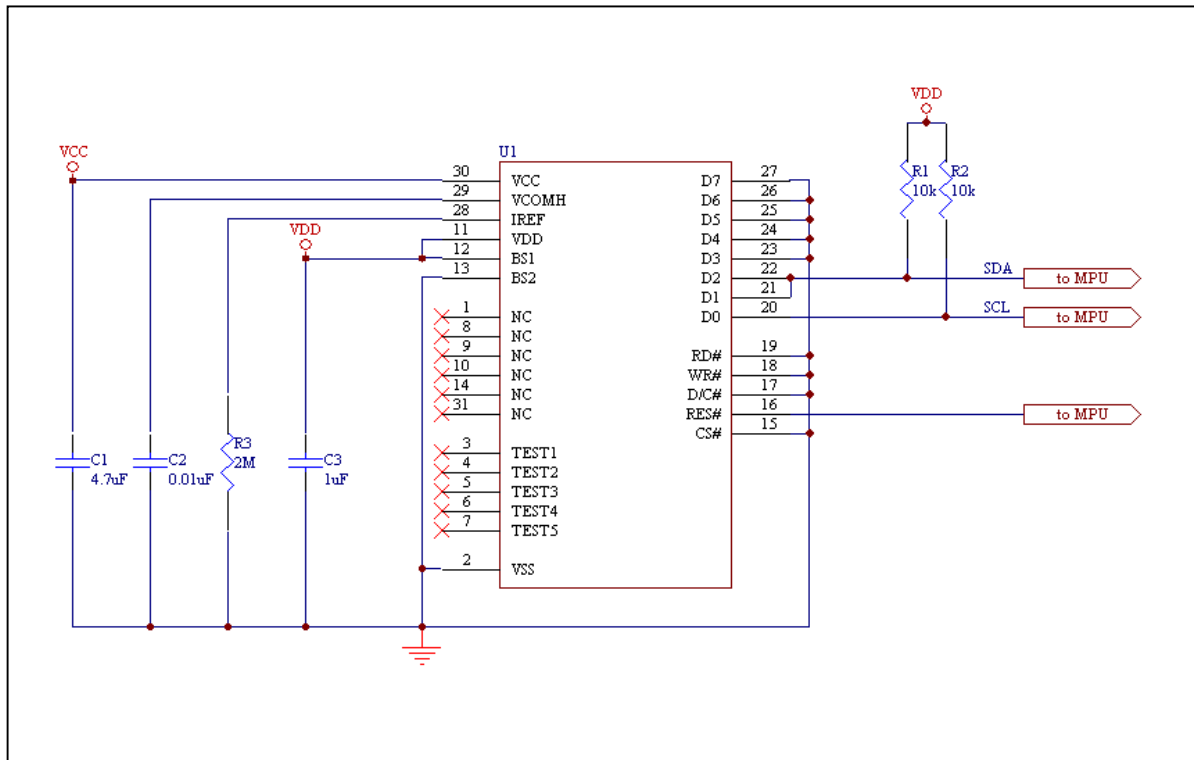 VDD
VCC
U1
30 VCC
29 VCOMH
28 IREF
VDD
11 VDD
12 BS1
13 BS2
1 NC
8 NC
9 NC
10 NC
14 NC
31 NC
3 TEST1
4 TEST2
5 TEST3
6 TEST4
7 TEST5
2 VSS
D7 27
D6 26
D5 25
D4 24
D3 23
D2 22
D1 21
D0 20
RD# 19
WR# 18
D/C# 17
RES# 16
CS# 15
R1
10k
R2
10k
SDA to MPU
SCL to MPU
to MPU
C1
4.7uF
C2
0.01uF
R3
2M
C3
1uF